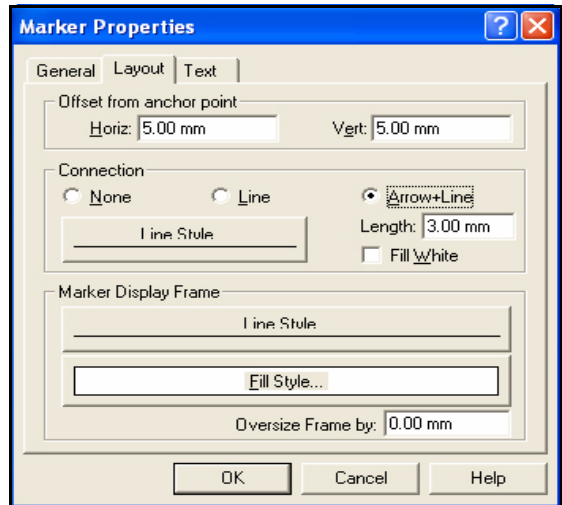 Marker Properties
General Layout Text
Offset from anchor point
Horiz: 5.00 mm Vert: 5.00 mm
Connection
None Line Arrow+Line
Line Style Length: 3.00 mm
Fill White
Marker Display Frame
Line Style
Fill Style...
Oversize Frame by: 0.00 mm
OK Cancel Help